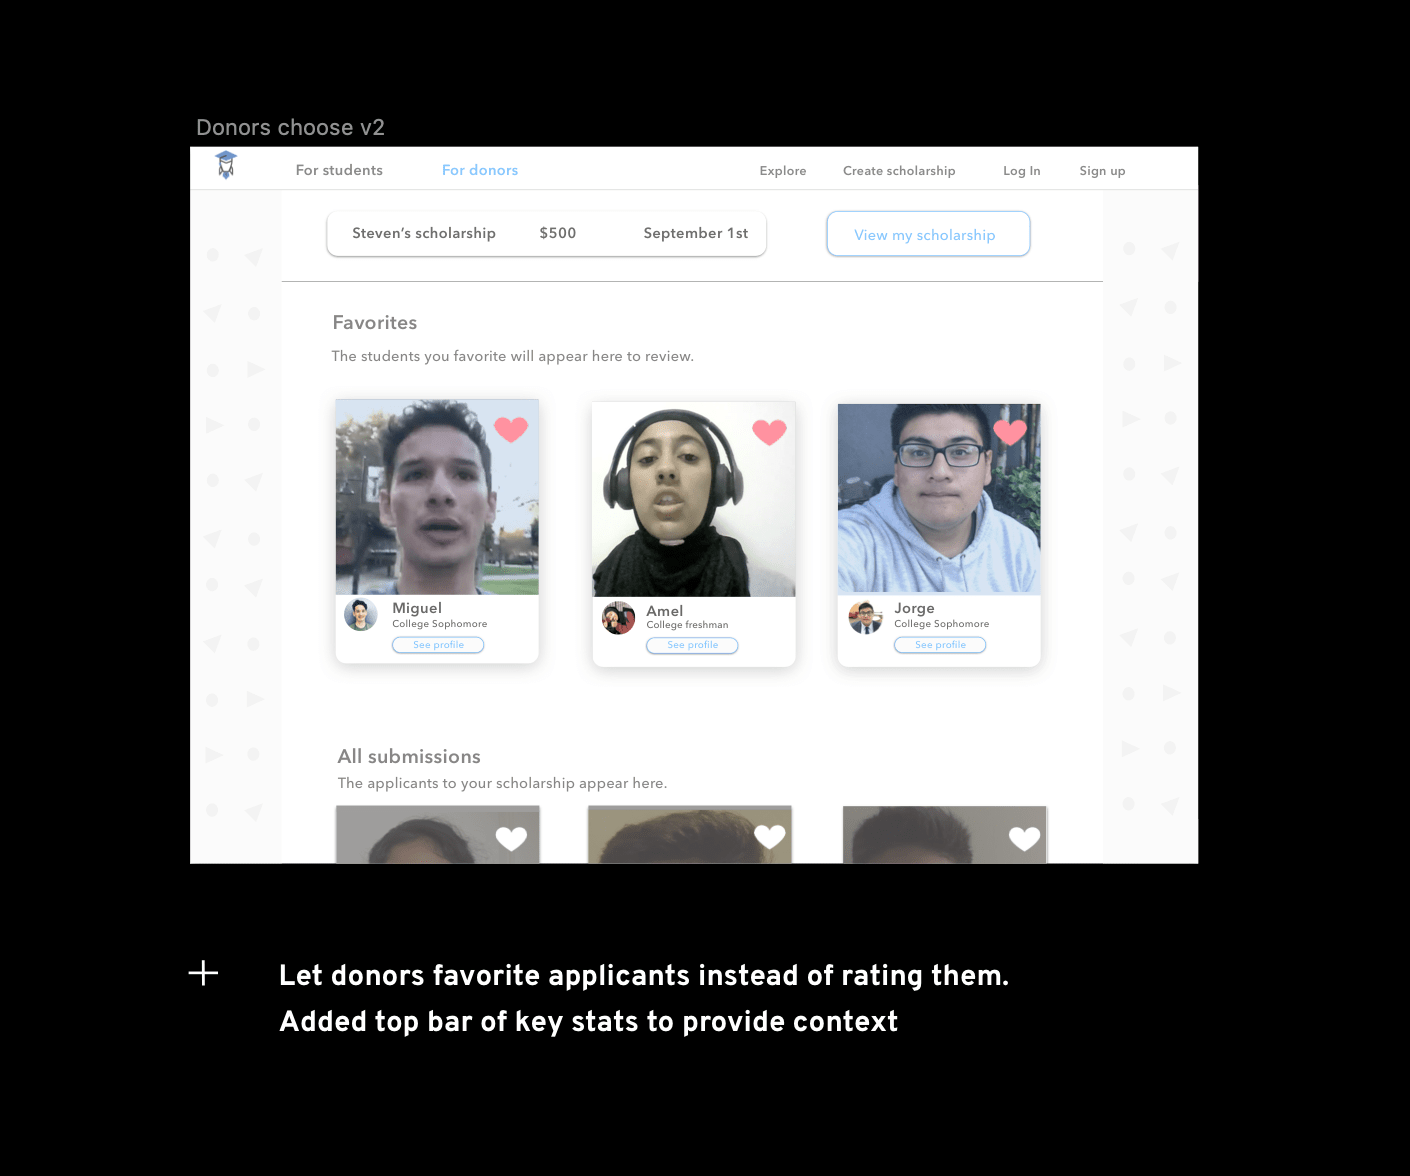 Donors choose v2
For students
For donors
Explore
Create scholarship
Log In
Sign up
Steven’s scholarship $500 September 1st
View my scholarship
Favorites
The students you favorite will appear here to review.
Miguel
College Sophomore
See profile
Amel
College freshman
See profile
Jorge
College Sophomore
See profile
All submissions
The applicants to your scholarship appear here.
Let donors favorite applicants instead of rating them.
Added top bar of key stats to provide context